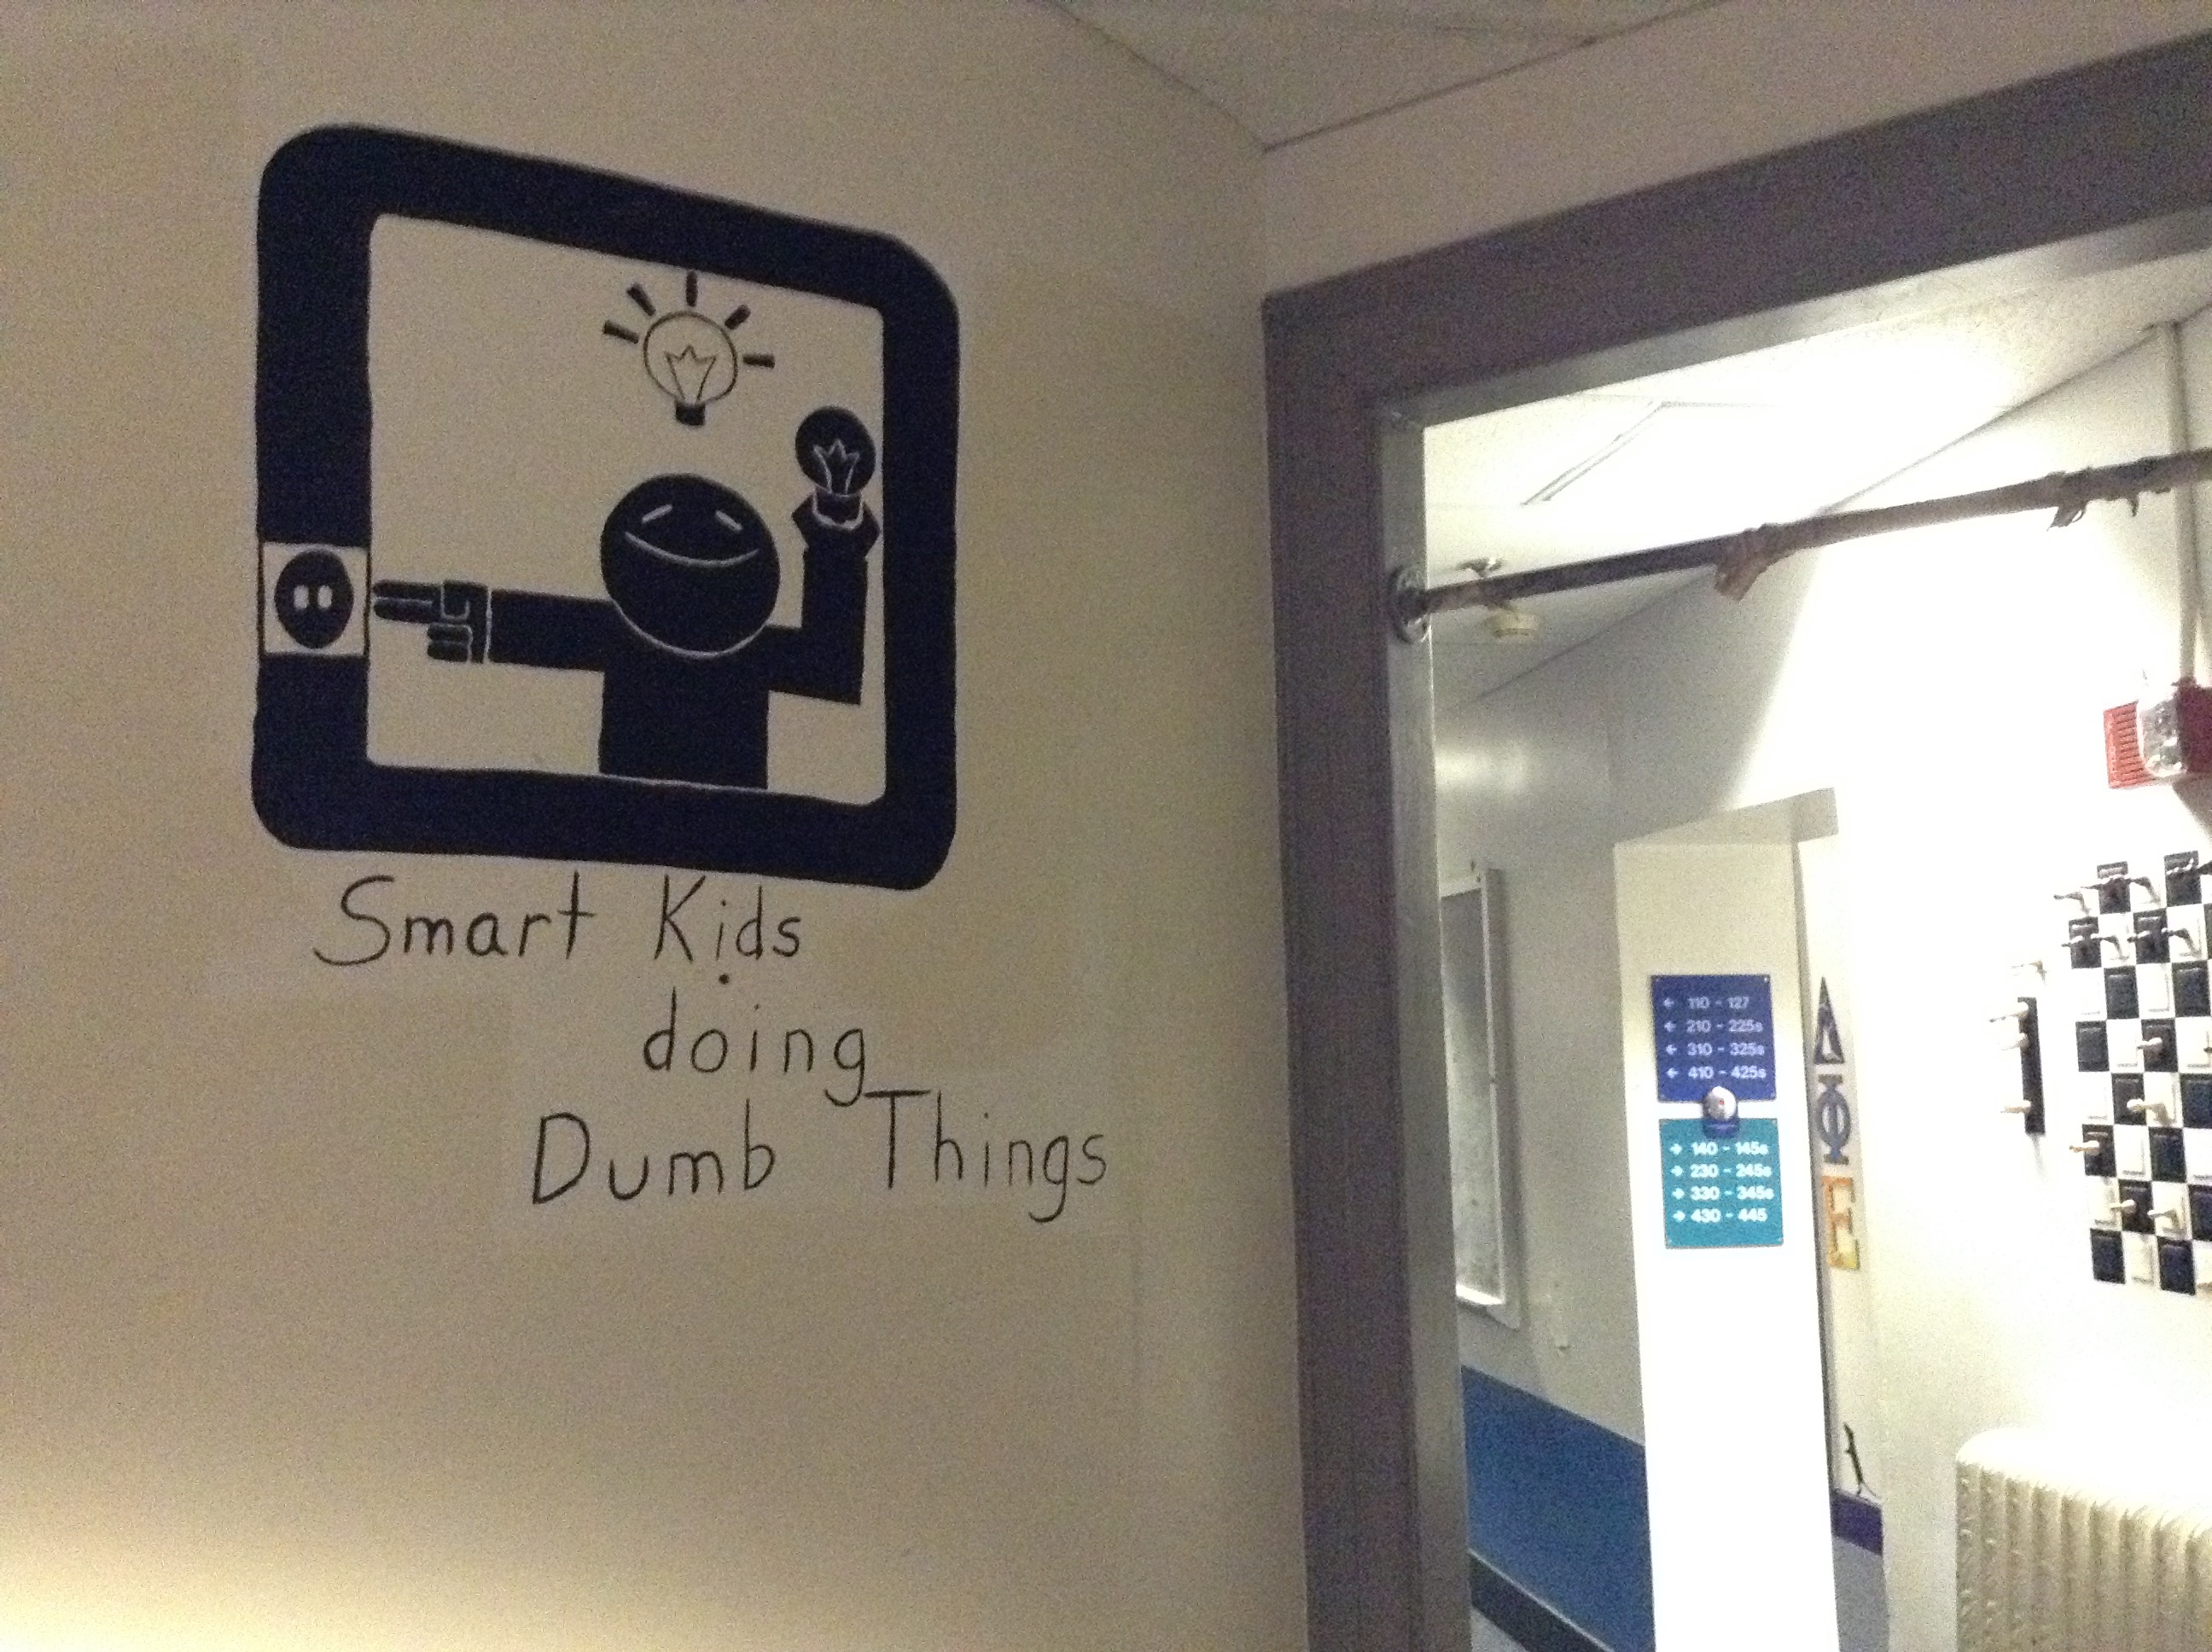 Smart Kids
doing
Dumb Things
← 110 - 127
← 210 - 225s
← 310 - 325s
← 410 - 425s
→ 140 - 145s
→ 230 - 245s
→ 330 - 345s
→ 430 - 445
Δ
Φ
E